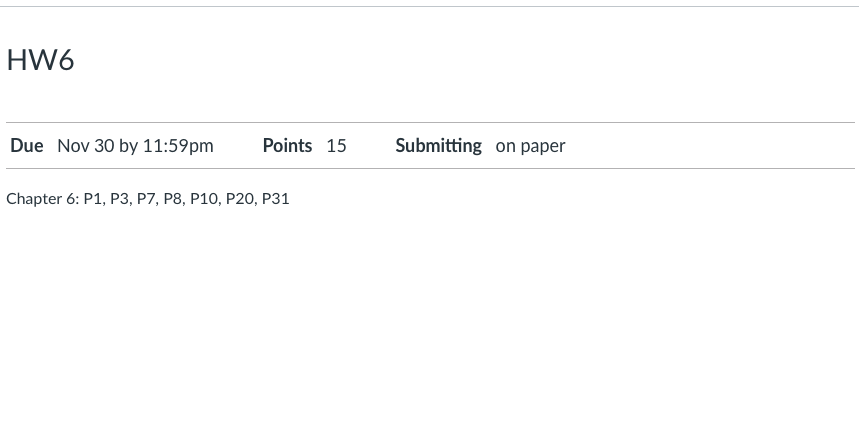 HW6
Due Nov 30 by 11:59pm Points 15 Submitting on paper
Chapter 6: P1, P3, P7, P8, P10, P20, P31